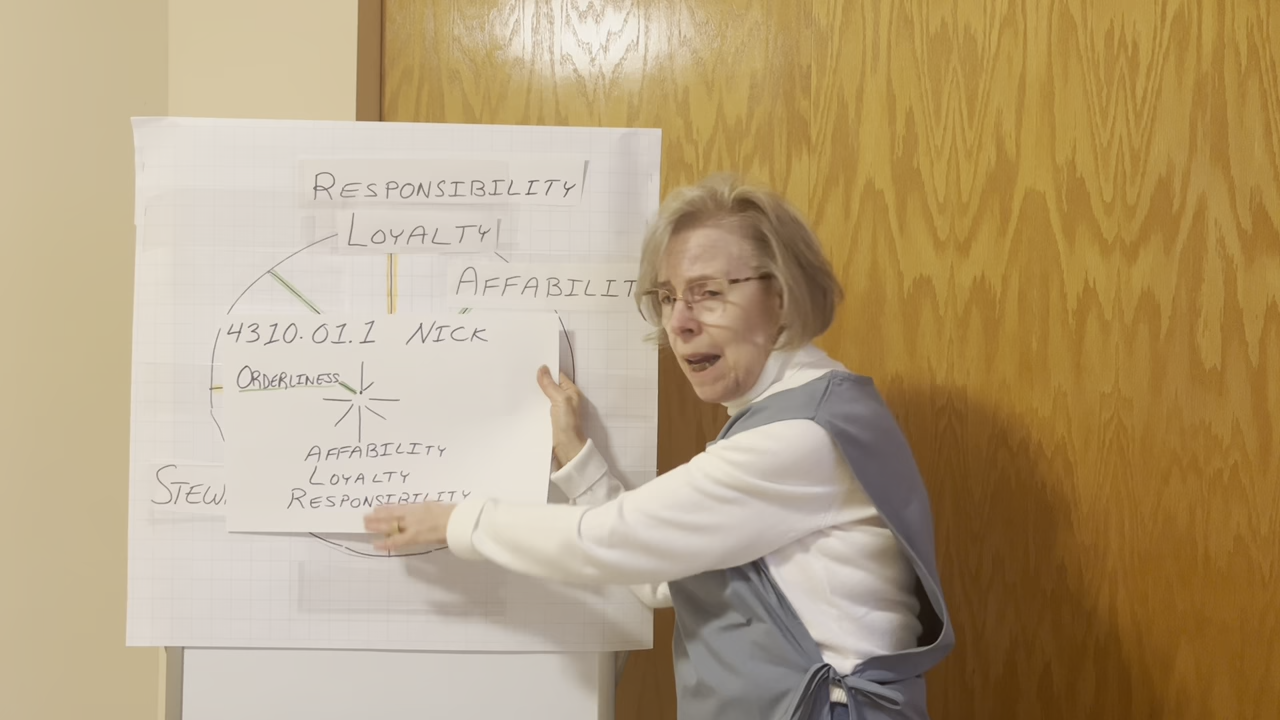 RESPONSIBILITY
LOYALTY
AFFABILIT
4310.01.1 NICK
ORDERLINESS
AFFABILITY
LOYALTY
RESPONSIBILITY
STEW